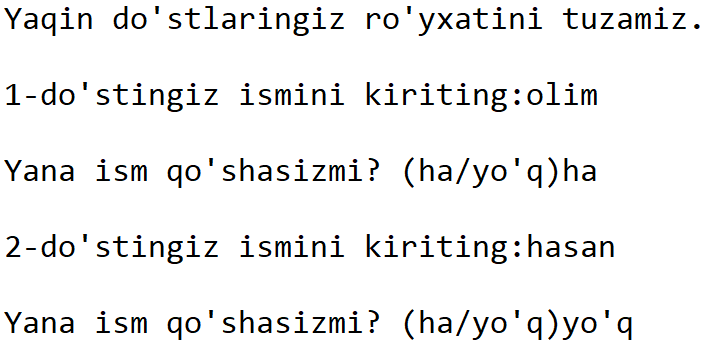 Yaqin do'stlaringiz ro'yxatini tuzamiz.
1-do'stingiz ismini kiriting:olim
Yana ism qo'shasizmi? (ha/yo'q)ha
2-do'stingiz ismini kiriting:hasan
Yana ism qo'shasizmi? (ha/yo'q)yo'q